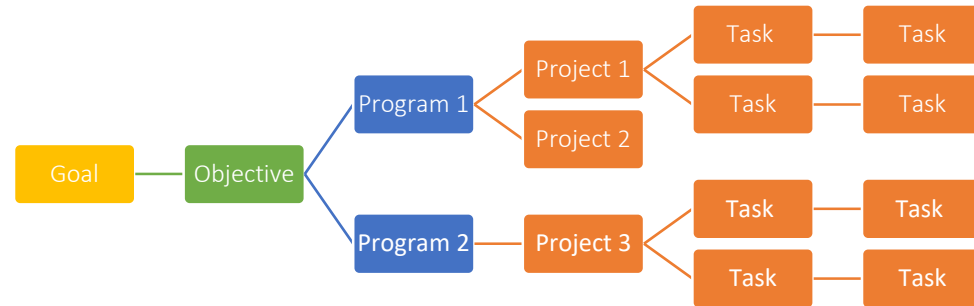 Task
Task
Project 1
Program 1
Task
Task
Project 2
Goal
Objective
Task
Task
Program 2
Project 3
Task
Task